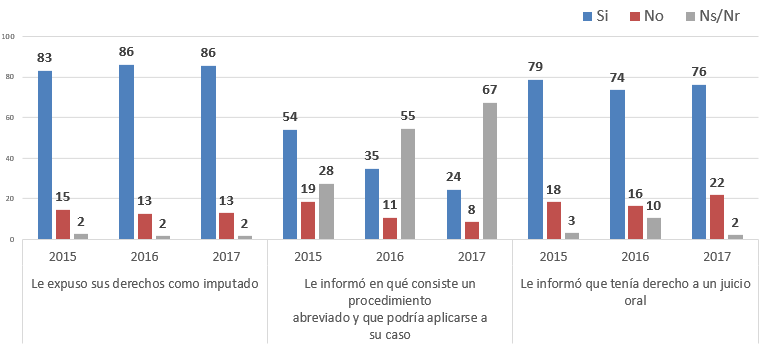 Si No Ns/Nr
100
80
60
40
20
0
83 15 2
86 13 2
86 13 2
54 19 28
35 11 55
24 8 67
79 18 3
74 16 10
76 22 2
2015 2016 2017 2015 2016 2017 2015 2016 2017
Le expuso sus derechos como imputado
Le informó en qué consiste un
procedimiento
abreviado y que podría aplicarse a
su caso
Le informó que tenía derecho a un juicio
oral